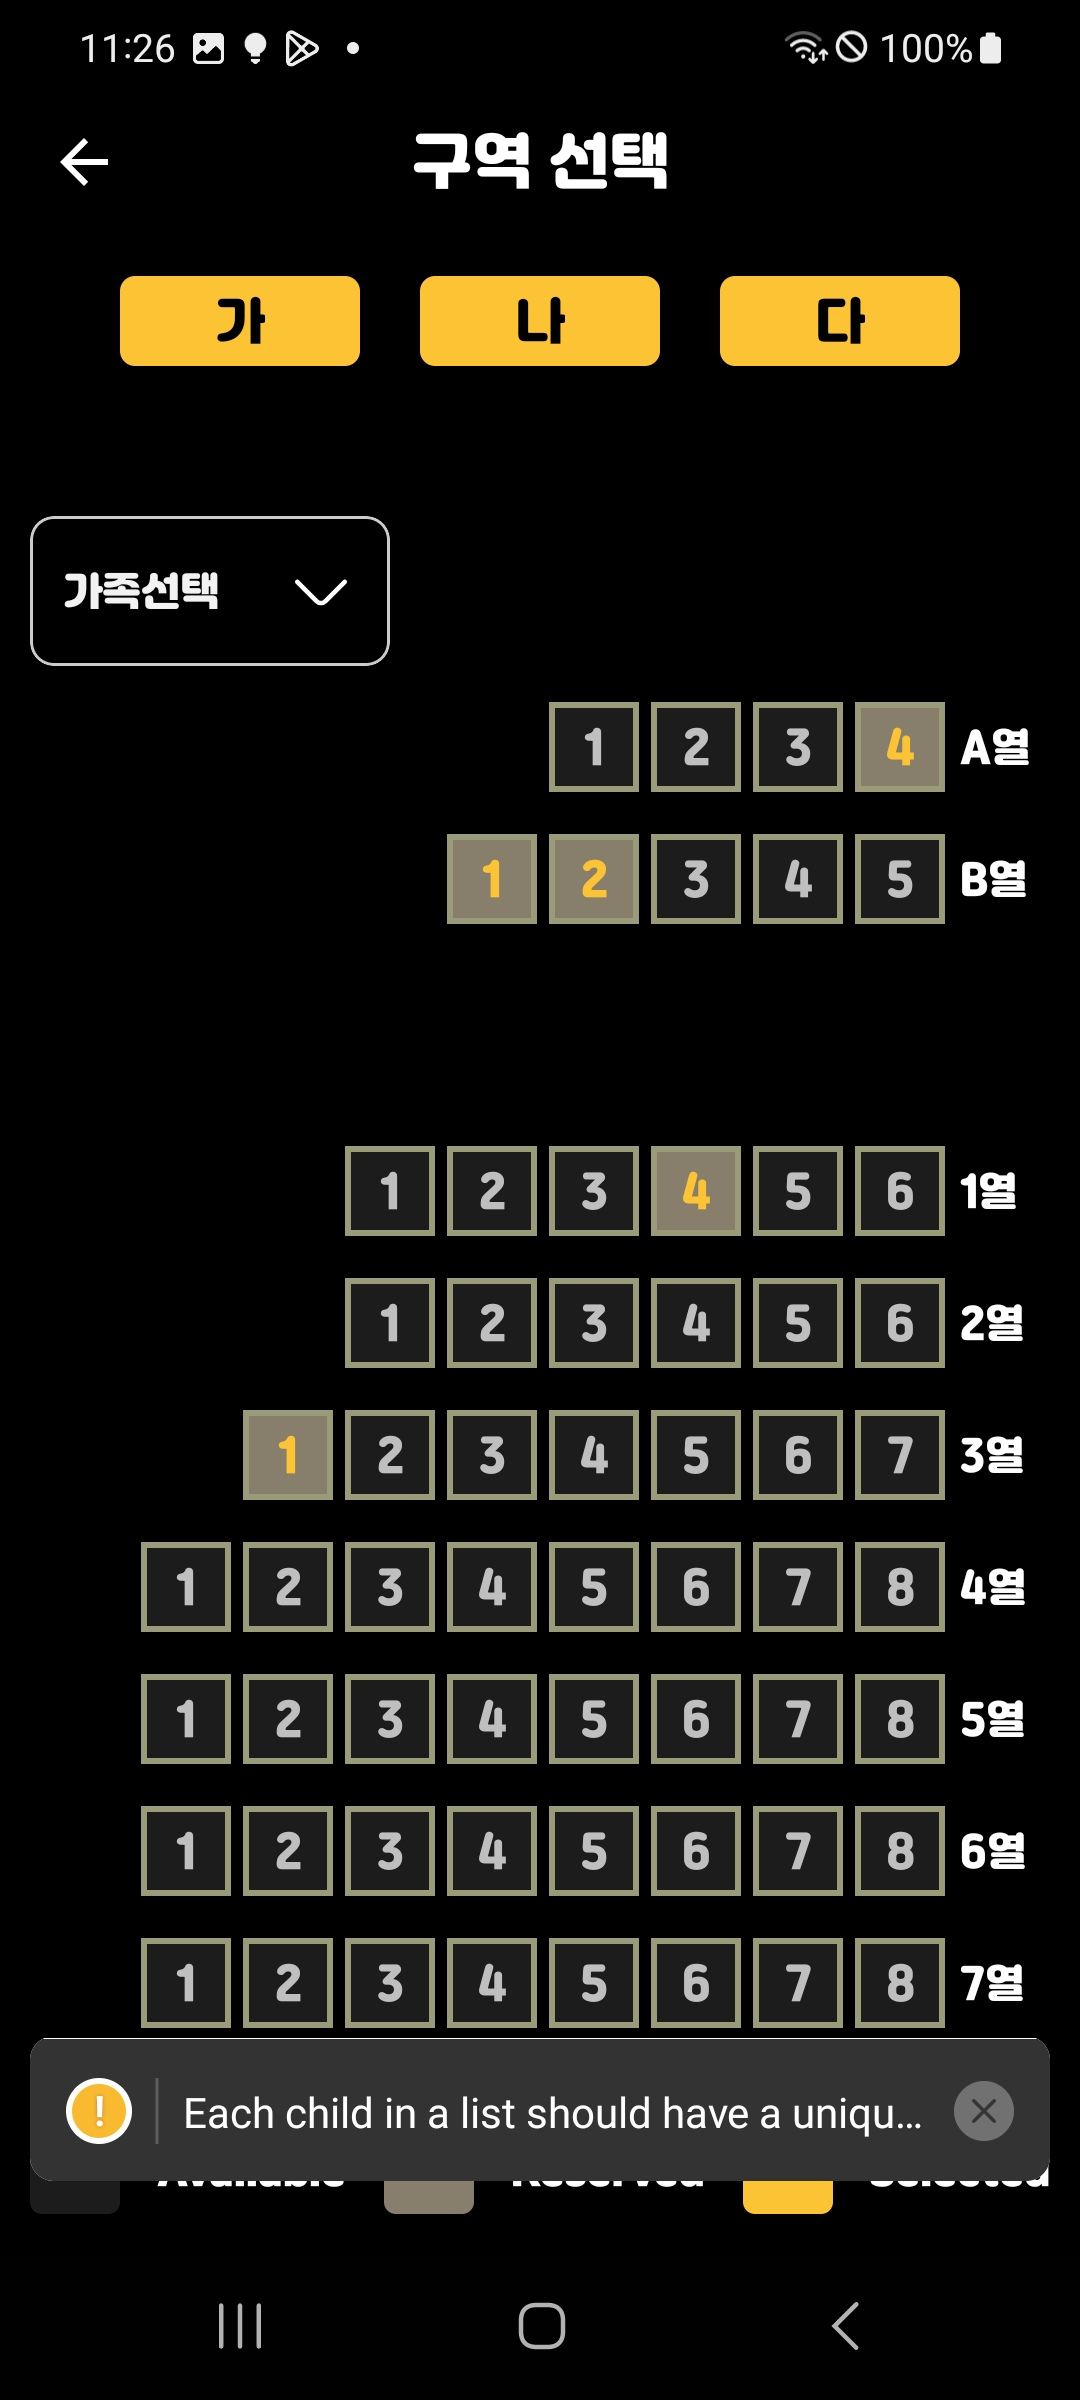 11:26 100%
구역 선택
가 나 다
가족선택
1 2 3 4 A열
1 2 3 4 5 B열
1 2 3 4 5 6 1열
1 2 3 4 5 6 2열
1 2 3 4 5 6 7 3열
1 2 3 4 5 6 7 8 4열
1 2 3 4 5 6 7 8 5열
1 2 3 4 5 6 7 8 6열
1 2 3 4 5 6 7 8 7열
! Each child in a list should have a uniqu...
Available Reserved Selected